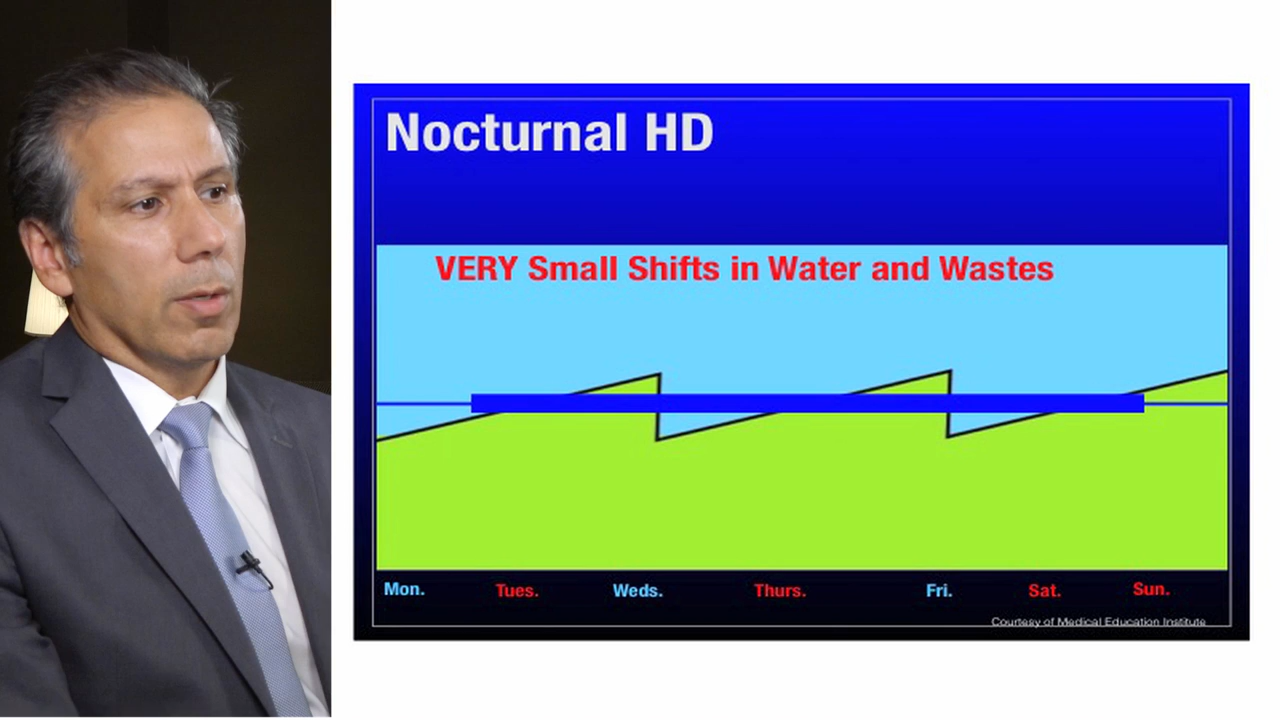 Nocturnal HD
VERY Small Shifts in Water and Wastes
Mon. Tues. Weds. Thurs. Fri. Sat. Sun.
Courtesy of Medical Education Institute